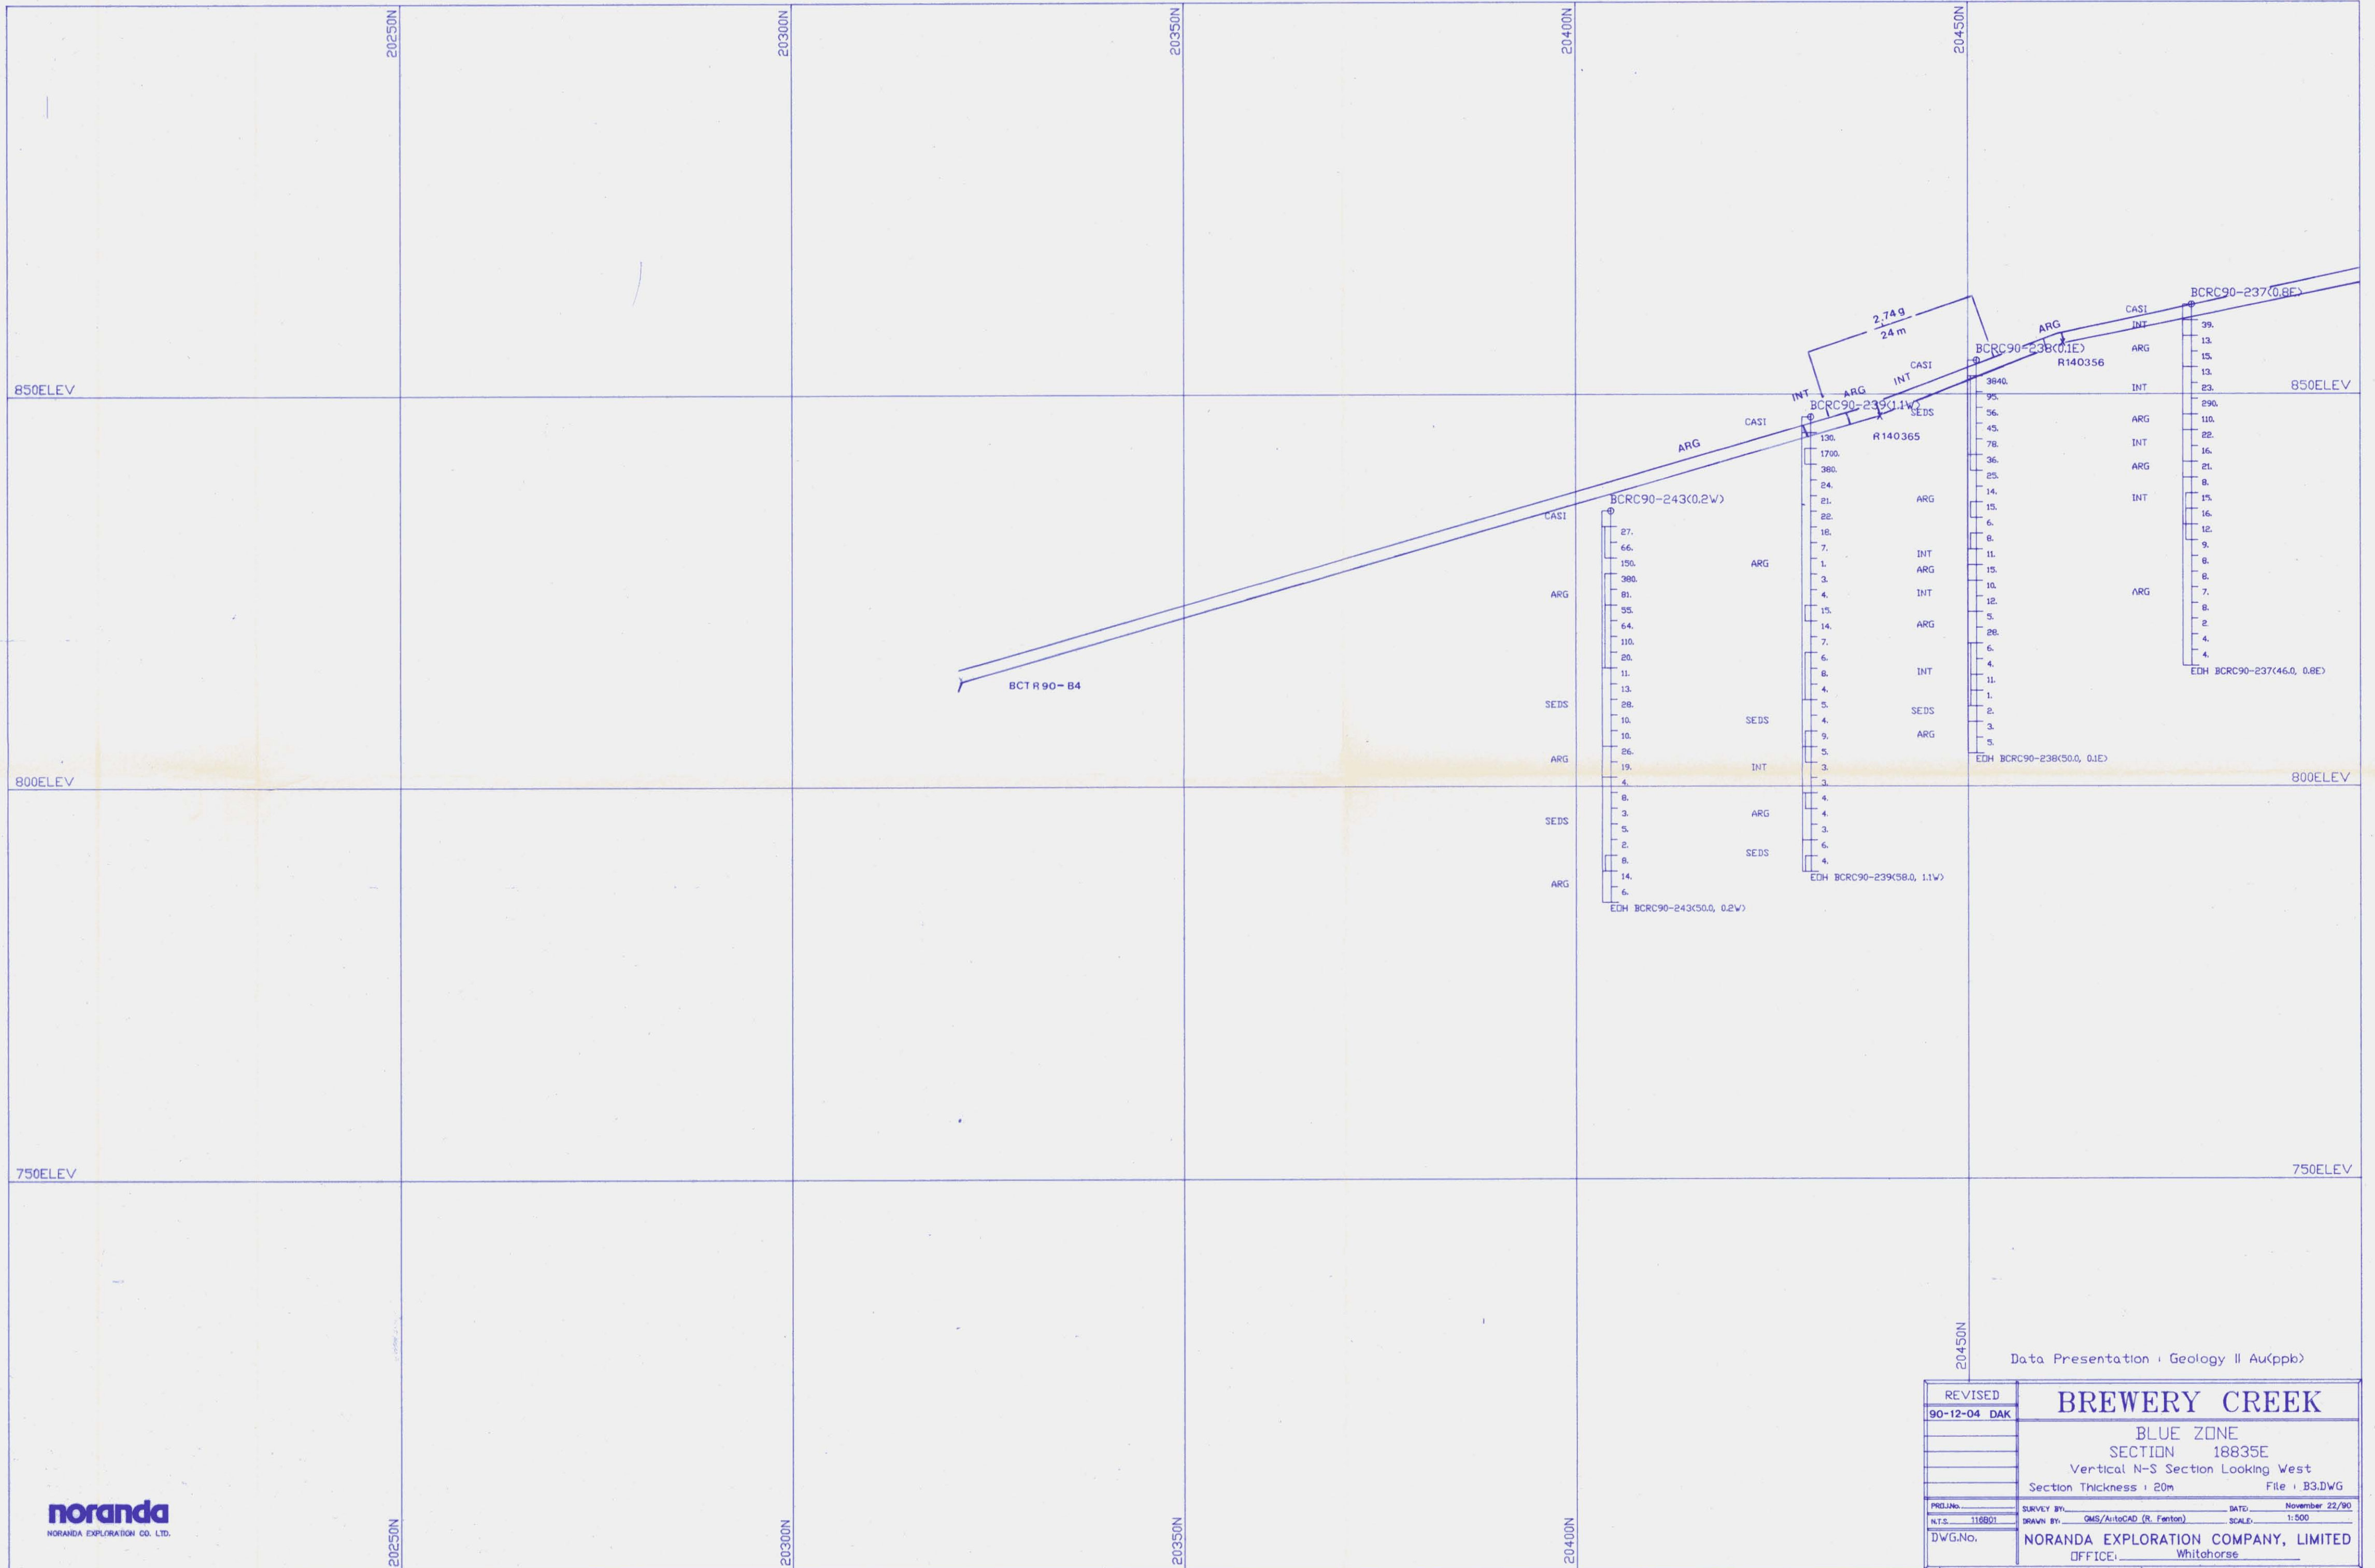 20250N
20300N
20350N
20400N
20450N
850ELEV
850ELEV
800ELEV
800ELEV
750ELEV
750ELEV
2.74g
24m
INT
ARG
INT
CASI
ARG
R140365
R140356
ARG
BCTR90-B4
BCRC90-243(0.2W)
CASI
ARG
SEDS
ARG
SEDS
ARG
27.
66.
150.
380.
81.
55.
64.
110.
20.
11.
13.
28.
10.
10.
26.
19.
4.
8.
3.
5.
2.
8.
14.
6.
EOH BCRC90-243(50.0, 0.2W)
BCRC90-239(1.1W)
CASI
ARG
SEDS
INT
ARG
SEDS
130.
1700.
380.
24.
21.
22.
18.
7.
1.
3.
4.
15.
14.
7.
6.
8.
4.
5.
4.
9.
5.
3.
3.
4.
4.
3.
6.
4.
EOH BCRC90-239(58.0, 1.1W)
BCRC90-238(0.1E)
SEDS
ARG
INT
ARG
INT
ARG
INT
SEDS
ARG
3840.
95.
56.
45.
78.
36.
25.
14.
15.
6.
8.
11.
15.
10.
12.
5.
28.
6.
4.
11.
1.
2.
3.
5.
EOH BCRC90-238(50.0, 0.1E)
BCRC90-237(0.8E)
CASI
INT
ARG
INT
ARG
INT
ARG
INT
ARG
39.
13.
15.
13.
23.
290.
110.
22.
16.
21.
8.
15.
16.
12.
9.
8.
8.
7.
8.
2.
4.
4.
EOH BCRC90-237(46.0, 0.8E)
20450N
Data Presentation : Geology || Au(ppb)
REVISED
90-12-04 DAK
BREWERY CREEK
BLUE ZONE
SECTION 18835E
Vertical N-S Section Looking West
Section Thickness : 20m File : B3.DWG
PROJ.No.
SURVEY BY: DATE: November 22/90
N.T.S. 116B01
DRAWN BY: GMS/AutoCAD (R. Fenton) SCALE: 1:500
DWG.No.
NORANDA EXPLORATION COMPANY, LIMITED
OFFICE: Whitehorse
noranda
NORANDA EXPLORATION CO. LTD.
20250N
20300N
20350N
20400N